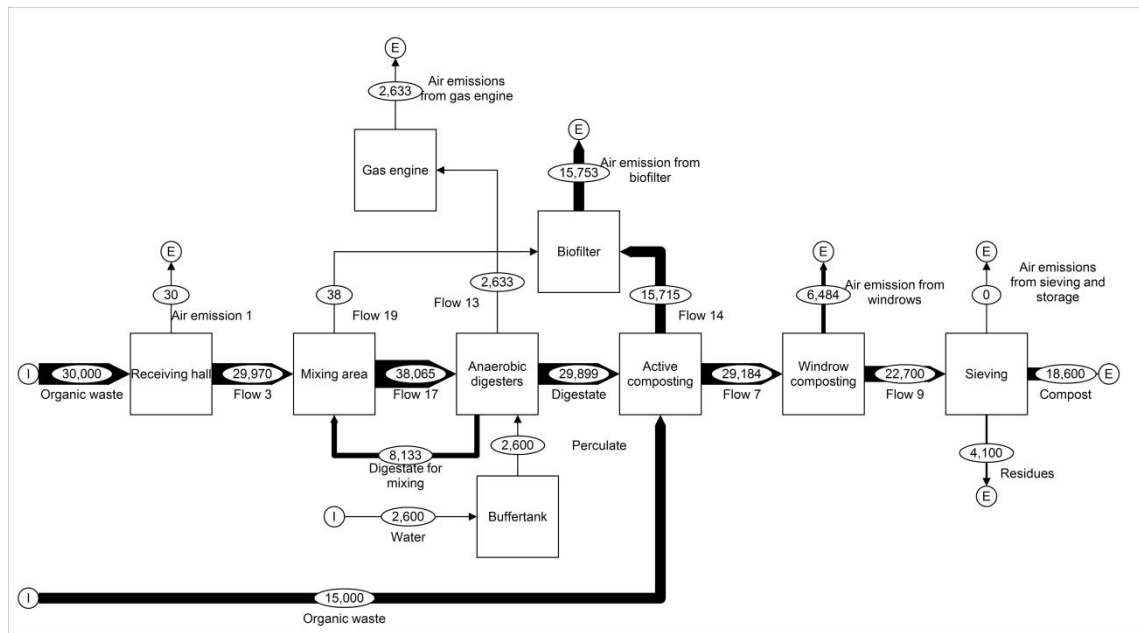 E
2,633
Air emissions
from gas engine
Gas engine
E
15,753
Air emission from
biofilter
Biofilter
E
30
Air emission 1
38
Flow 19
2,633
Flow 13
15,715
Flow 14
E
6,484
Air emission from
windrows
E
0
Air emissions
from sieving and
storage
I
30,000
Organic waste
Receiving hall
29,970
Flow 3
Mixing area
38,065
Flow 17
Anaerobic
digesters
29,899
Digestate
Active
composting
29,184
Flow 7
Windrow
composting
22,700
Flow 9
Sieving
18,600
Compost
E
8,133
Digestate for
mixing
2,600
Perculate
4,100
Residues
E
I
2,600
Water
Buffertank
I
15,000
Organic waste